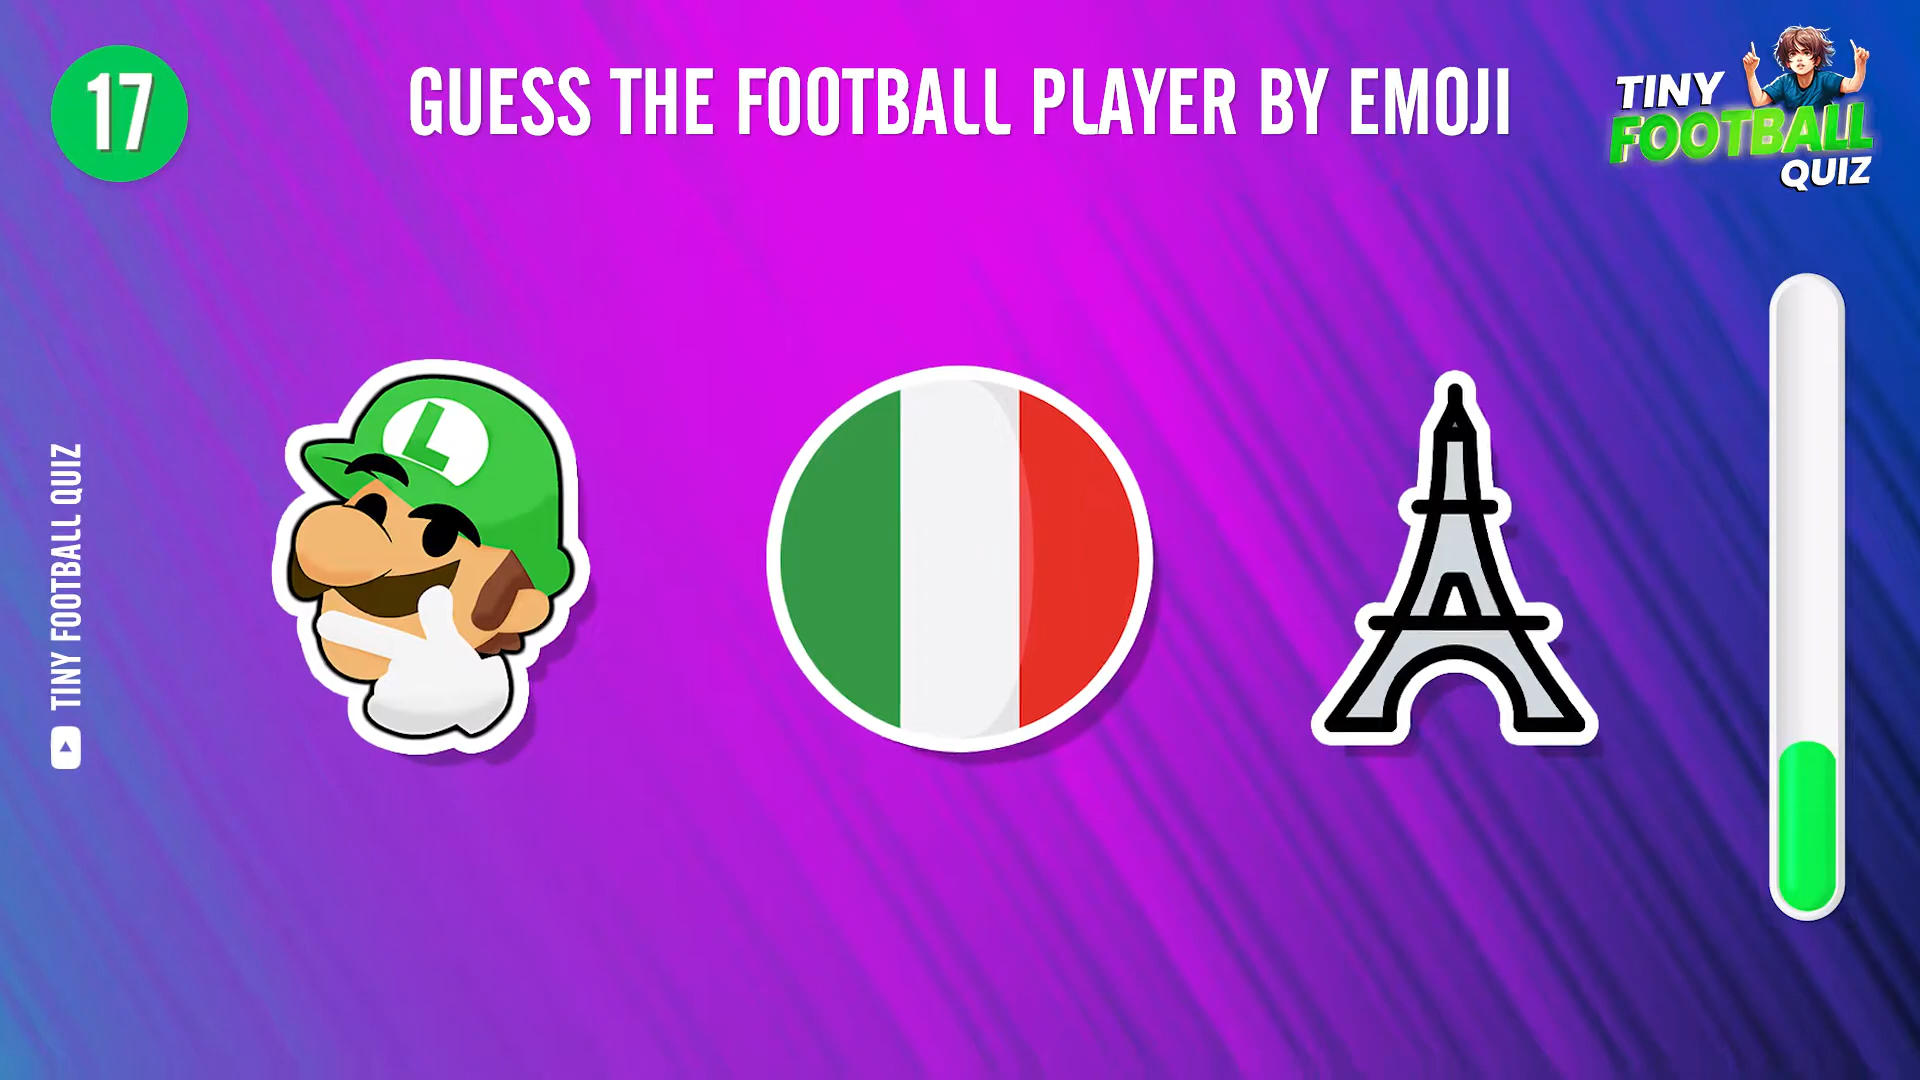 17
GUESS THE FOOTBALL PLAYER BY EMOJI
TINY
FOOTBALL
QUIZ
L
TINY FOOTBALL QUIZ